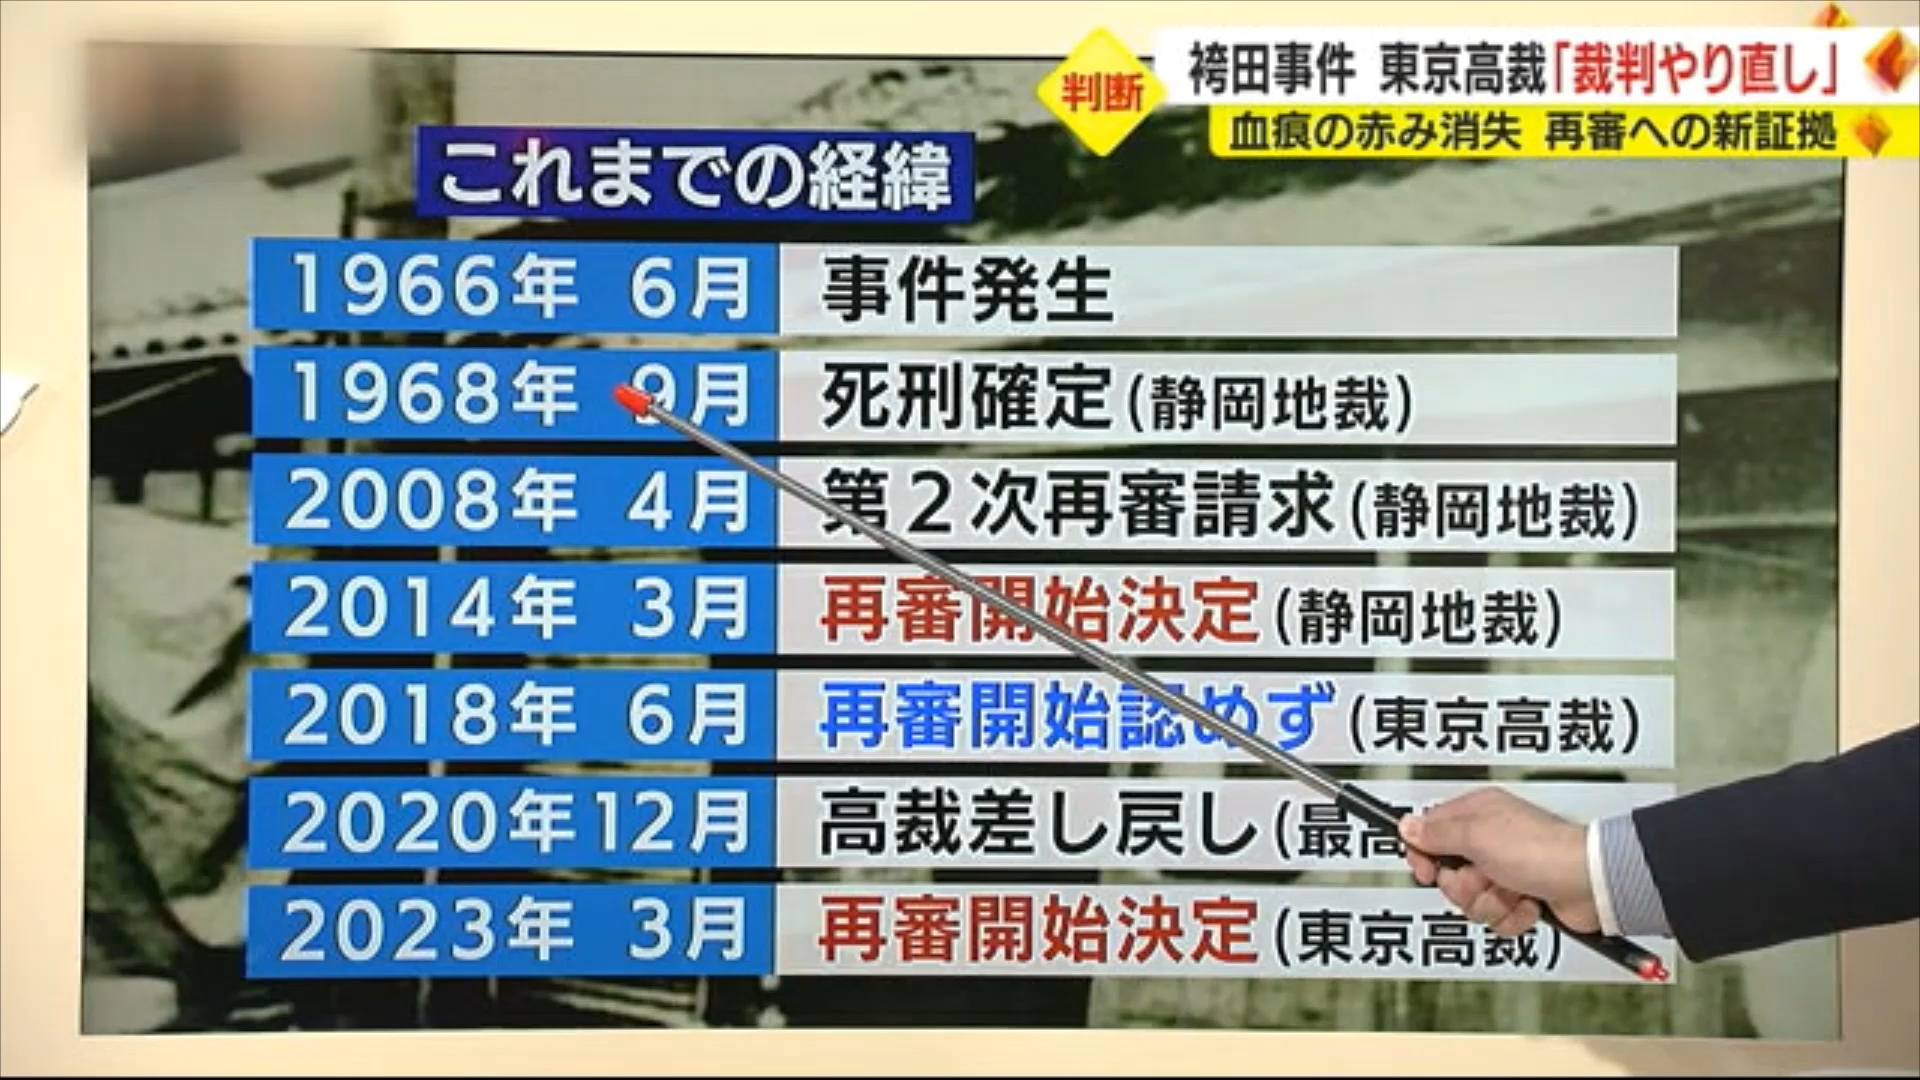 判断
袴田事件 東京高裁「裁判やり直し」
血痕の赤み消失 再審への新証拠
これまでの経緯
1966年 6月 事件発生
1968年 9月 死刑確定(静岡地裁)
2008年 4月 第2次再審請求(静岡地裁)
2014年 3月 再審開始決定(静岡地裁)
2018年 6月 再審開始認めず(東京高裁)
2020年12月 高裁差し戻し(最高
2023年 3月 再審開始決定(東京高裁)